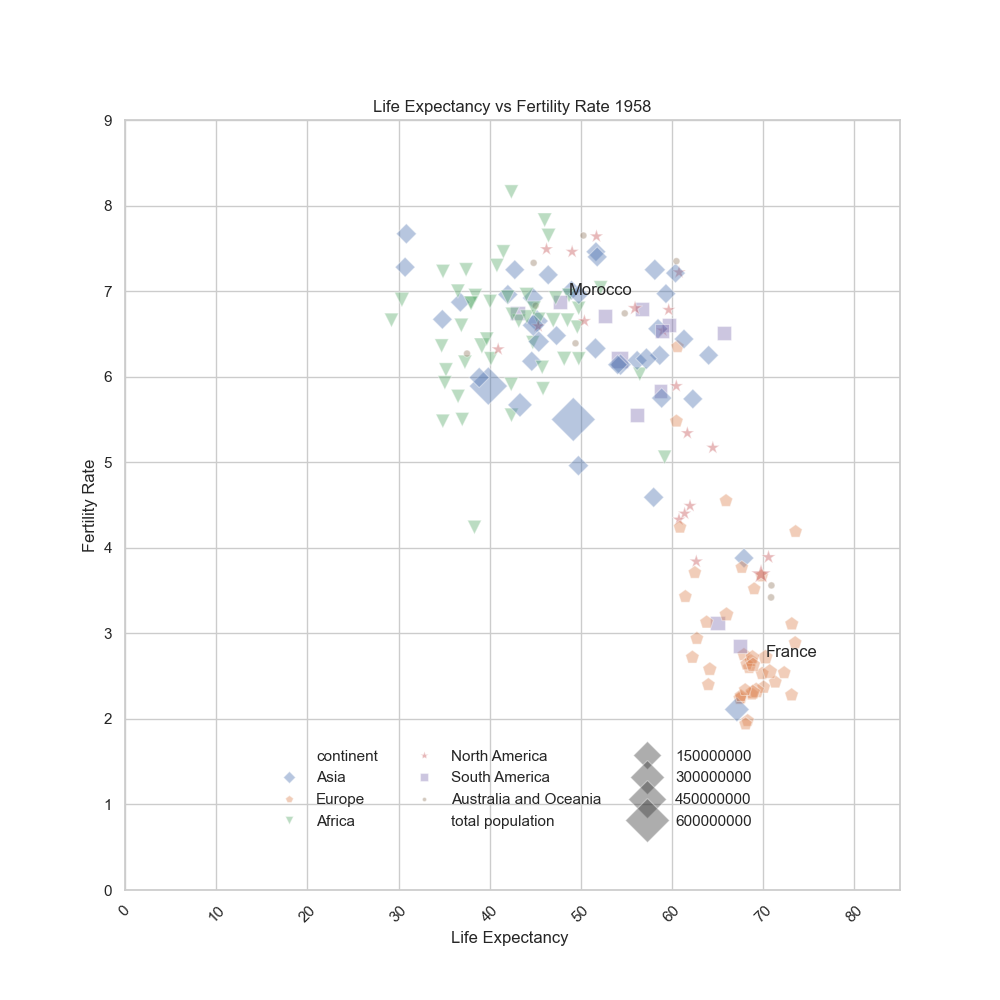 Life Expectancy vs Fertility Rate 1958
9
8
7
6
5
4
3
2
1
0
Fertility Rate
Morocco
France
continent
Asia
Europe
Africa
North America
South America
Australia and Oceania
total population
150000000
300000000
450000000
600000000
0 10 20 30 40 50 60 70 80
Life Expectancy